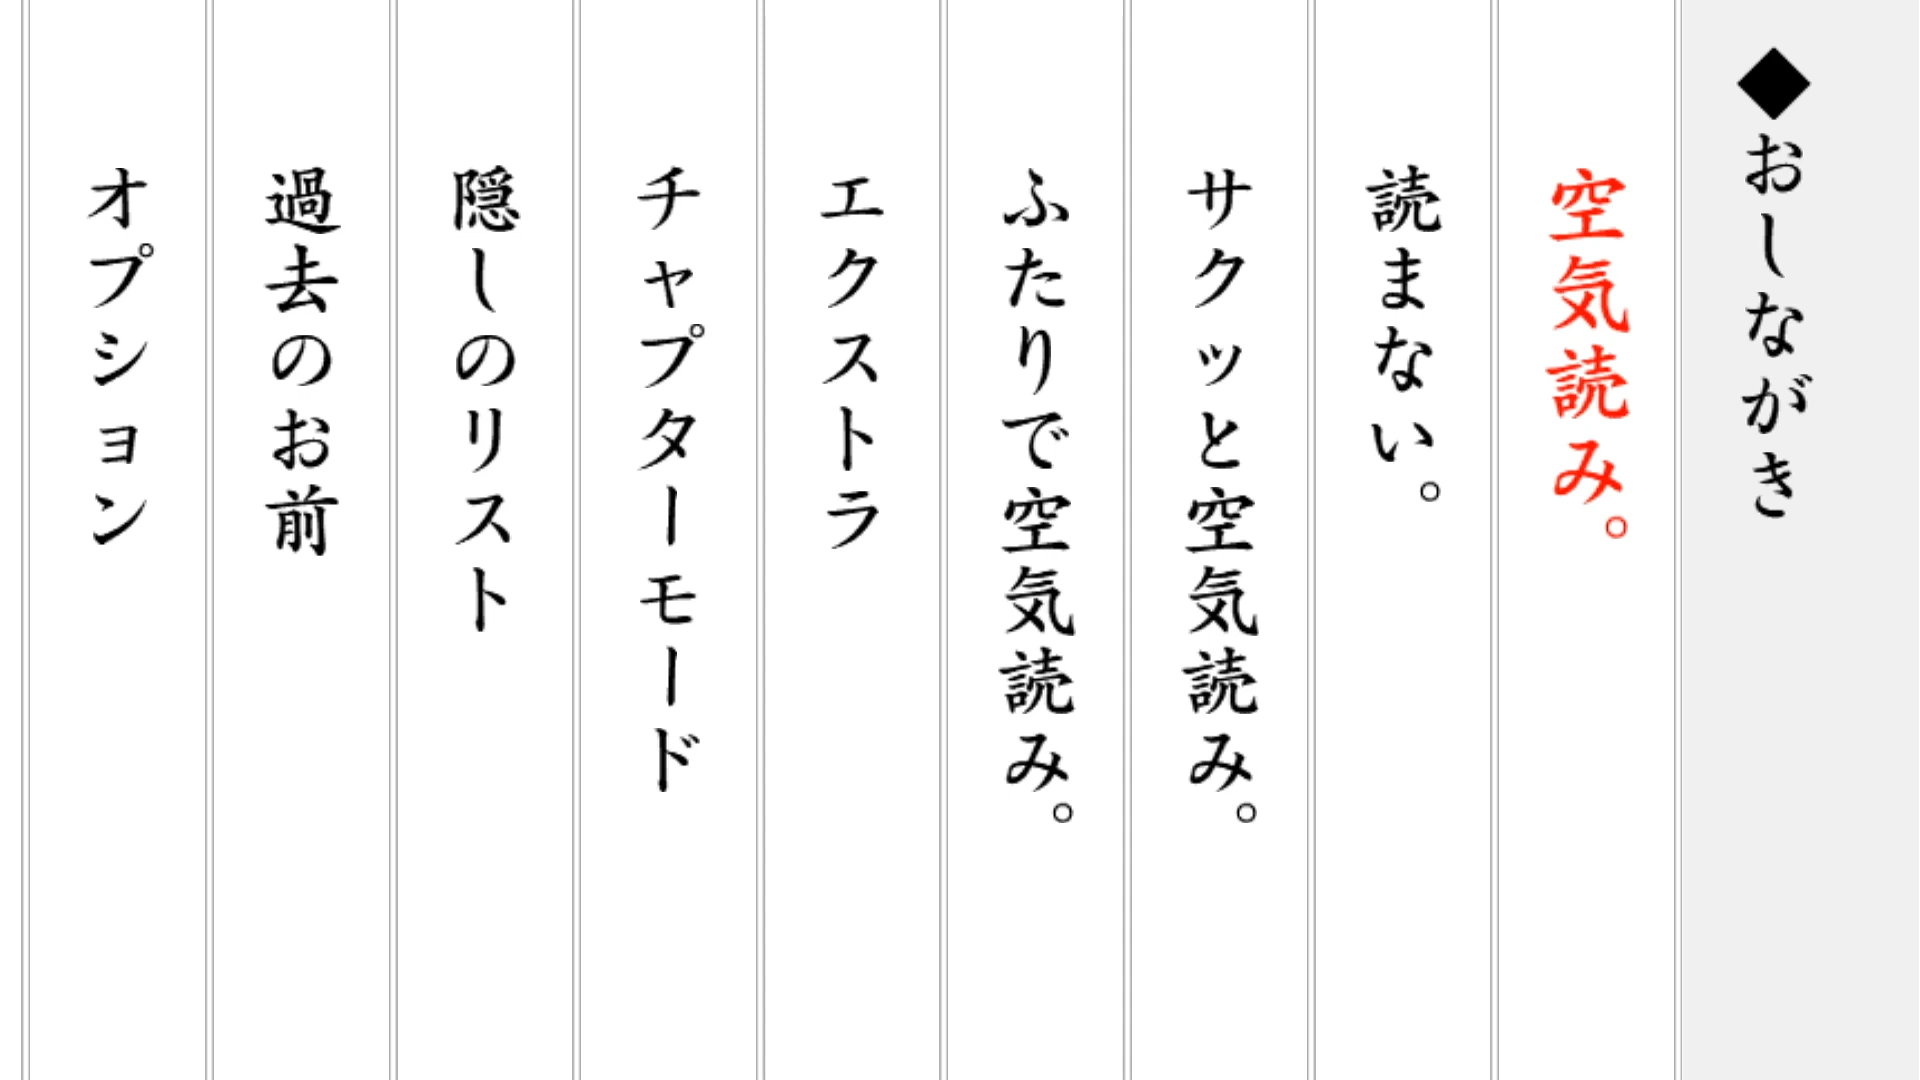 ◆おしながき
空気読み。
読まない。
サクッと空気読み。
ふたりで空気読み。
エクストラ
チャプターモード
隠しのリスト
過去のお前
オプション